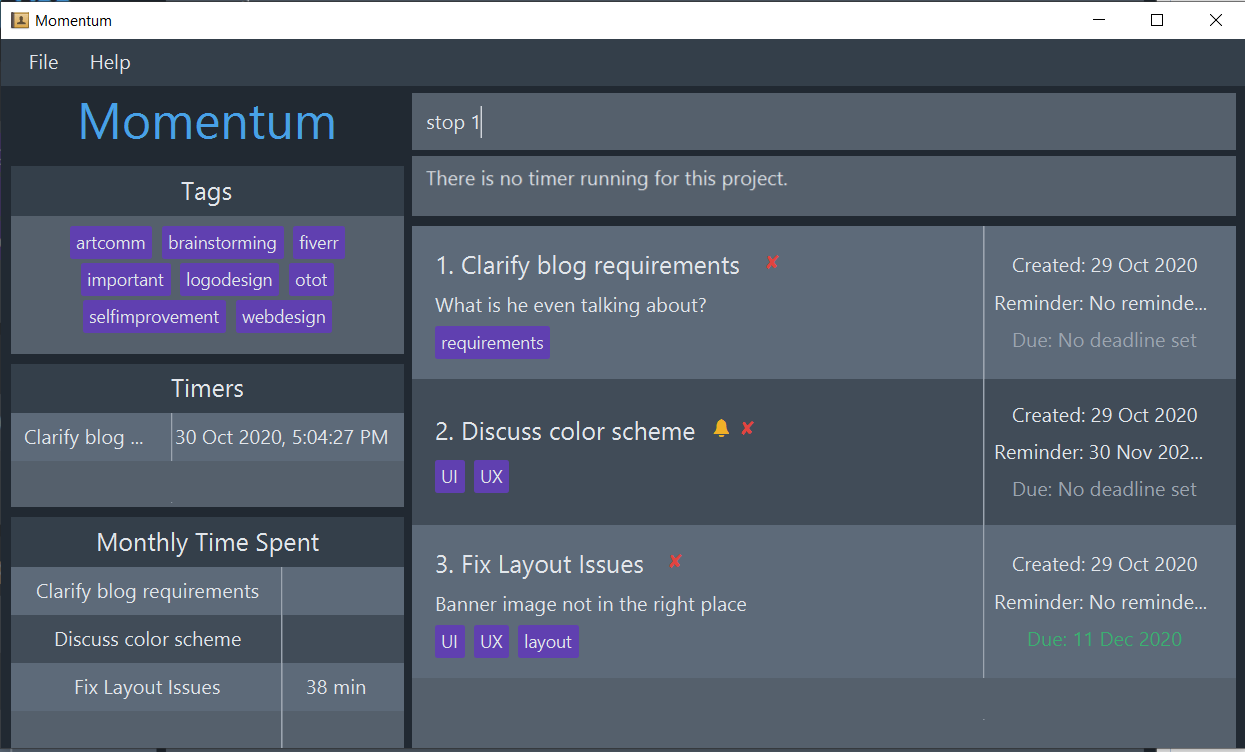 Momentum
File Help
Momentum
Tags
artcomm brainstorming fiverr
important logodesign otot
selfimprovement webdesign
Timers
Clarify blog ... 30 Oct 2020, 5:04:27 PM
Monthly Time Spent
Clarify blog requirements
Discuss color scheme
Fix Layout Issues 38 min
stop 1
There is no timer running for this project.
1. Clarify blog requirements
What is he even talking about?
requirements
Created: 29 Oct 2020
Reminder: No reminde...
Due: No deadline set
2. Discuss color scheme
UI UX
Created: 29 Oct 2020
Reminder: 30 Nov 202...
Due: No deadline set
3. Fix Layout Issues
Banner image not in the right place
UI UX layout
Created: 29 Oct 2020
Reminder: No reminde...
Due: 11 Dec 2020